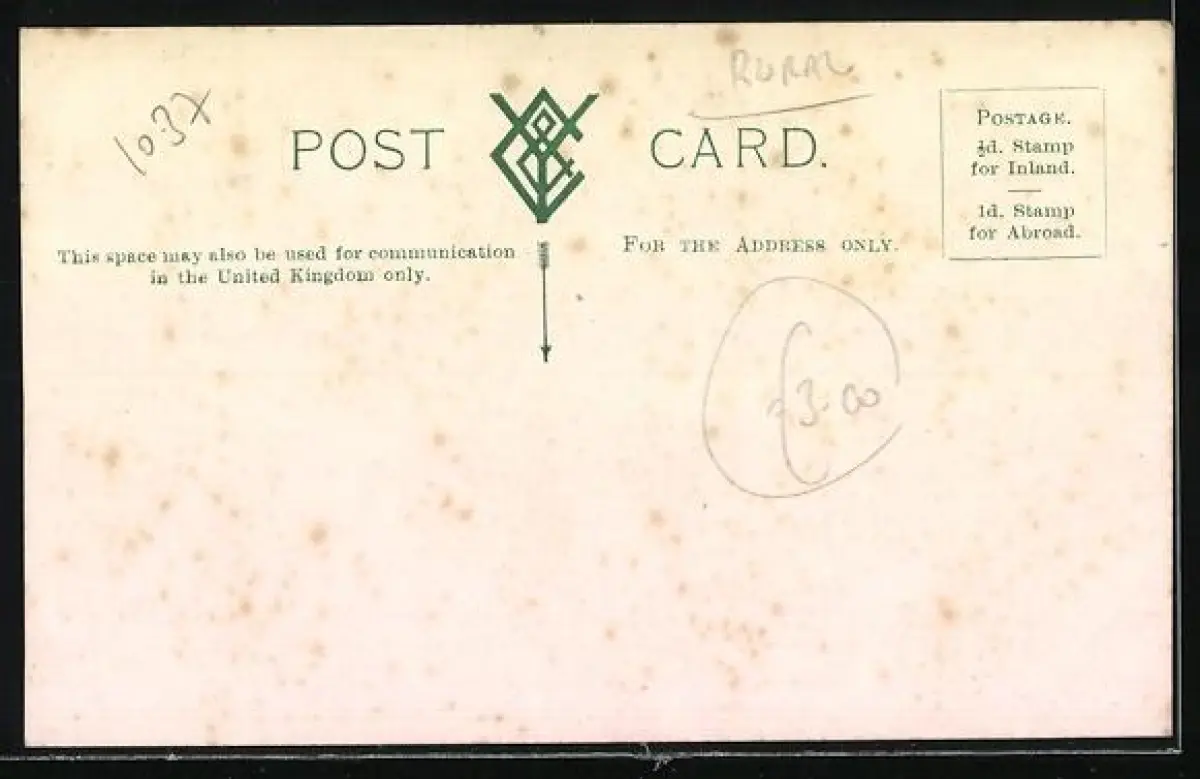 RURAL
1037
POST CARD.
POSTAGE.
½d. Stamp
for Inland.
1d. Stamp
for Abroad.
This space may also be used for communication
in the United Kingdom only.
FOR THE ADDRESS ONLY.
3.00